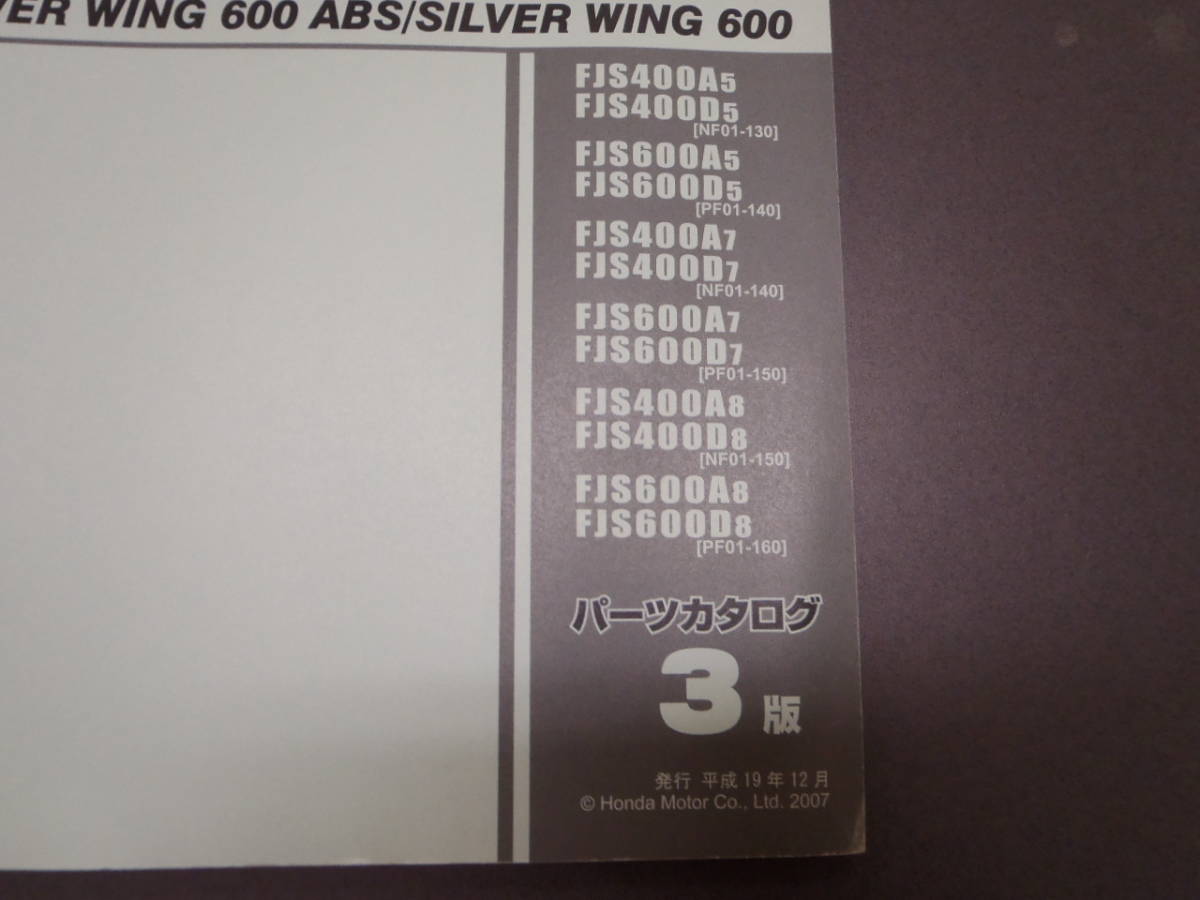 WING 600 ABS/SILVER WING 600
FJS400A5
FJS400D5
[NF01-130]
FJS600A5
FJS600D5
[PF01-140]
FJS400A7
FJS400D7
[NF01-140]
FJS600A7
FJS600D7
[PF01-150]
FJS400A8
FJS400D8
[NF01-150]
FJS600A8
FJS600D8
[PF01-160]
パーツカタログ
3版
発行 平成19年12月
© Honda Motor Co., Ltd. 2007